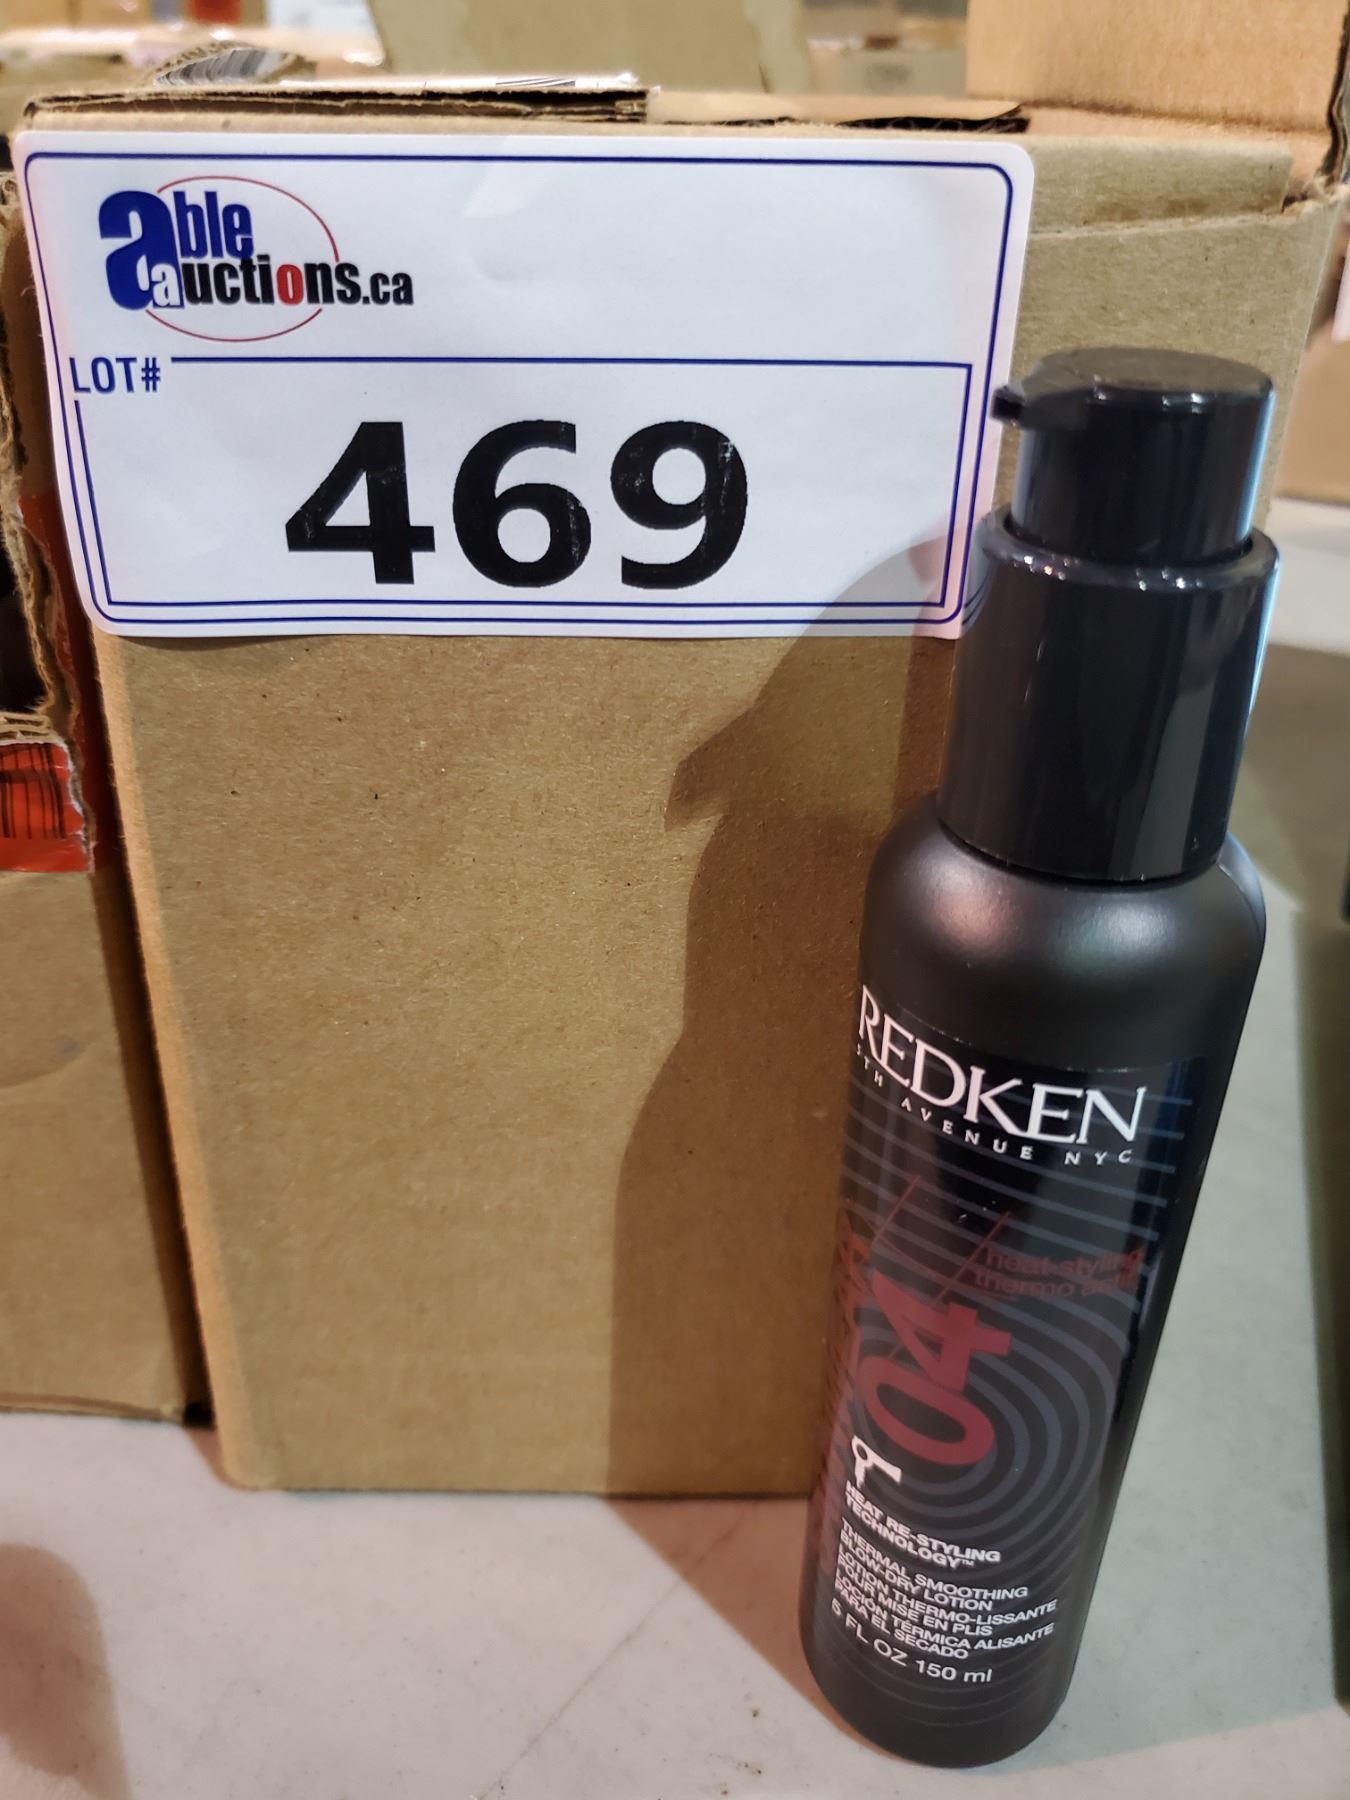 able
auctions.ca
LOT#
469
REDKEN
5TH AVENUE NYC
heat styling
thermo
04
HEAT RE-STYLING
TECHNOLOGY™
THERMAL SMOOTHING
BLOW-DRY LOTION
LOTION THERMO-LISSANTE
POUR MISE EN PLIS
LOCIÓN TÉRMICA ALISANTE
PARA EL SECADO
5 FL OZ 150 ml